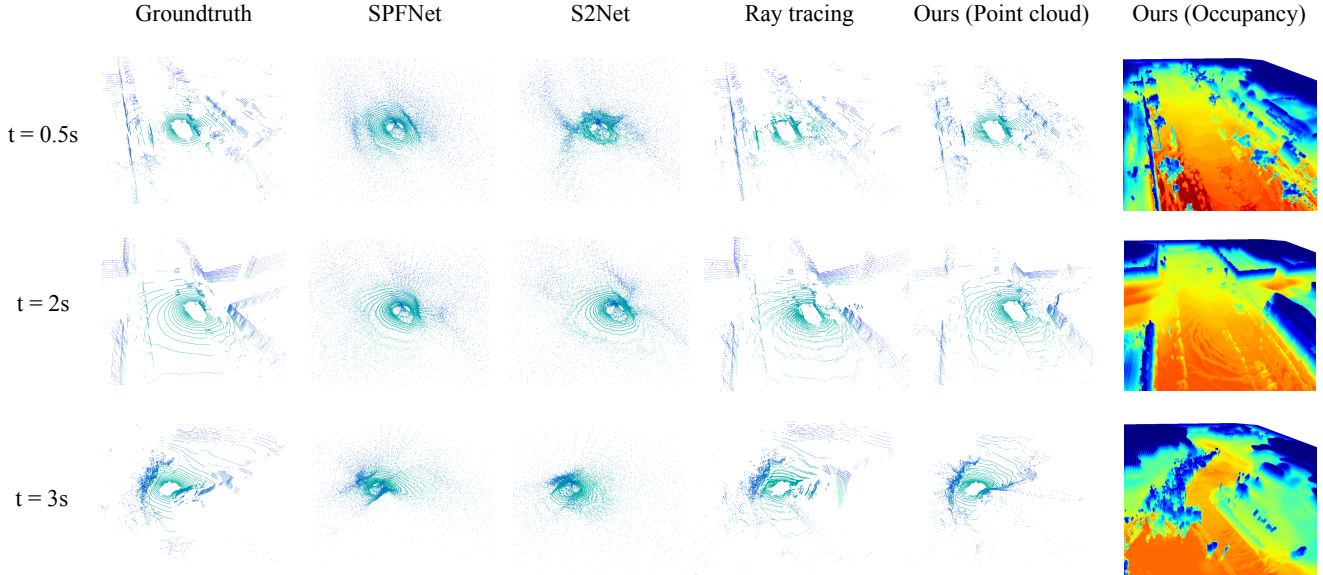 Groundtruth SPFNet S2Net Ray tracing Ours (Point cloud) Ours (Occupancy)
t = 0.5s
t = 2s
t = 3s